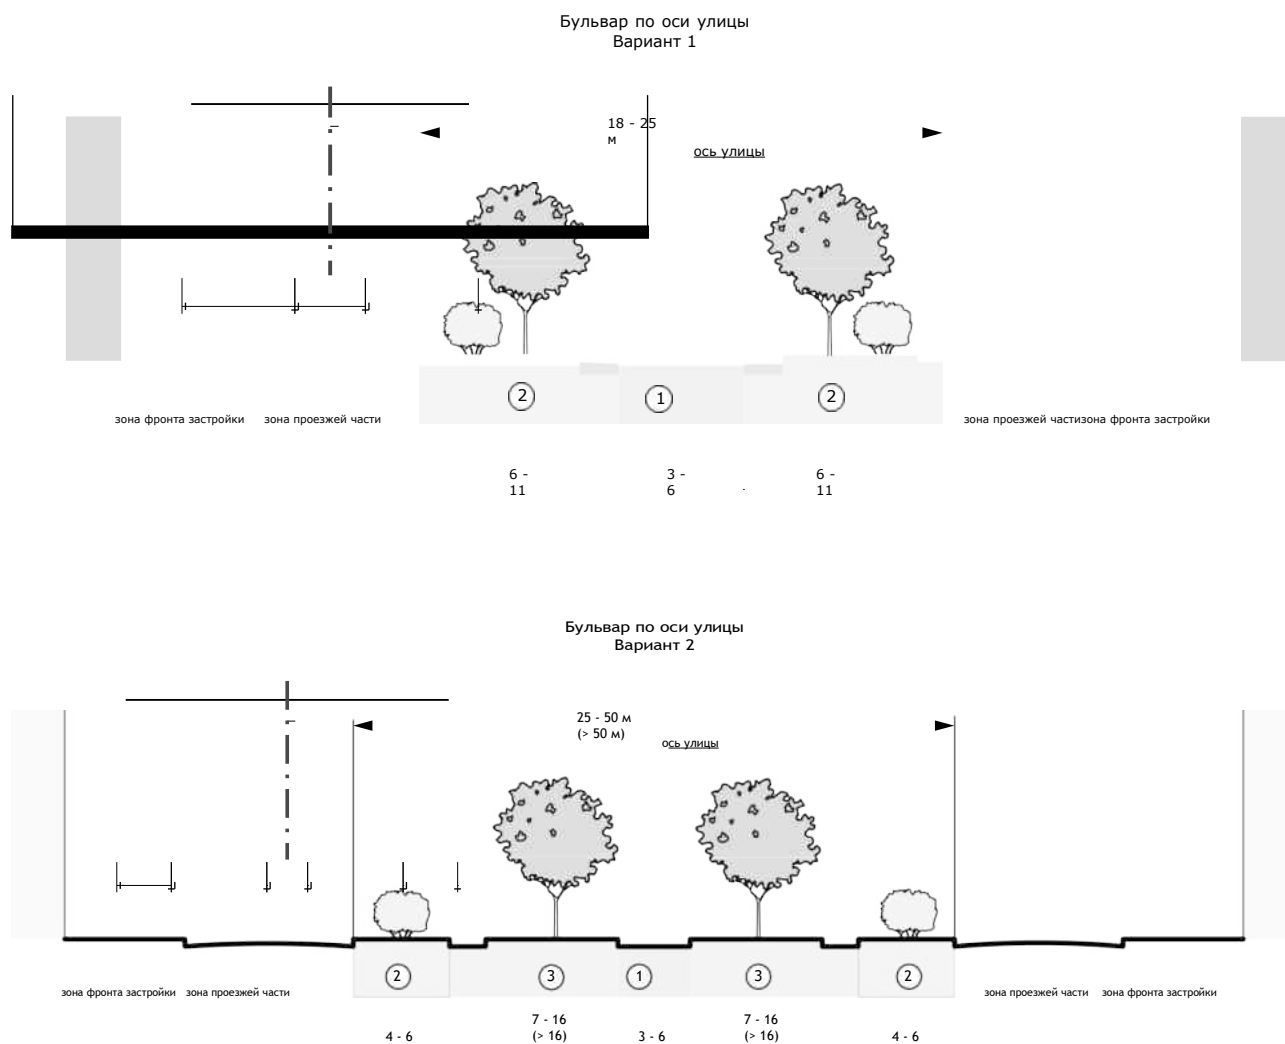 Бульвар по оси улицы
Вариант 1
18 - 25
м
ось улицы
2
1
2
зона фронта застройки
зона проезжей части
зона проезжей частизона фронта застройки
6 -
11
3 -
6
6 -
11
Бульвар по оси улицы
Вариант 2
25 - 50 м
(> 50 м)
ось улицы
2
3
1
3
2
зона фронта застройки
зона проезжей части
зона проезжей части
зона фронта застройки
4 - 6
7 - 16
(> 16)
3 - 6
7 - 16
(> 16)
4 - 6